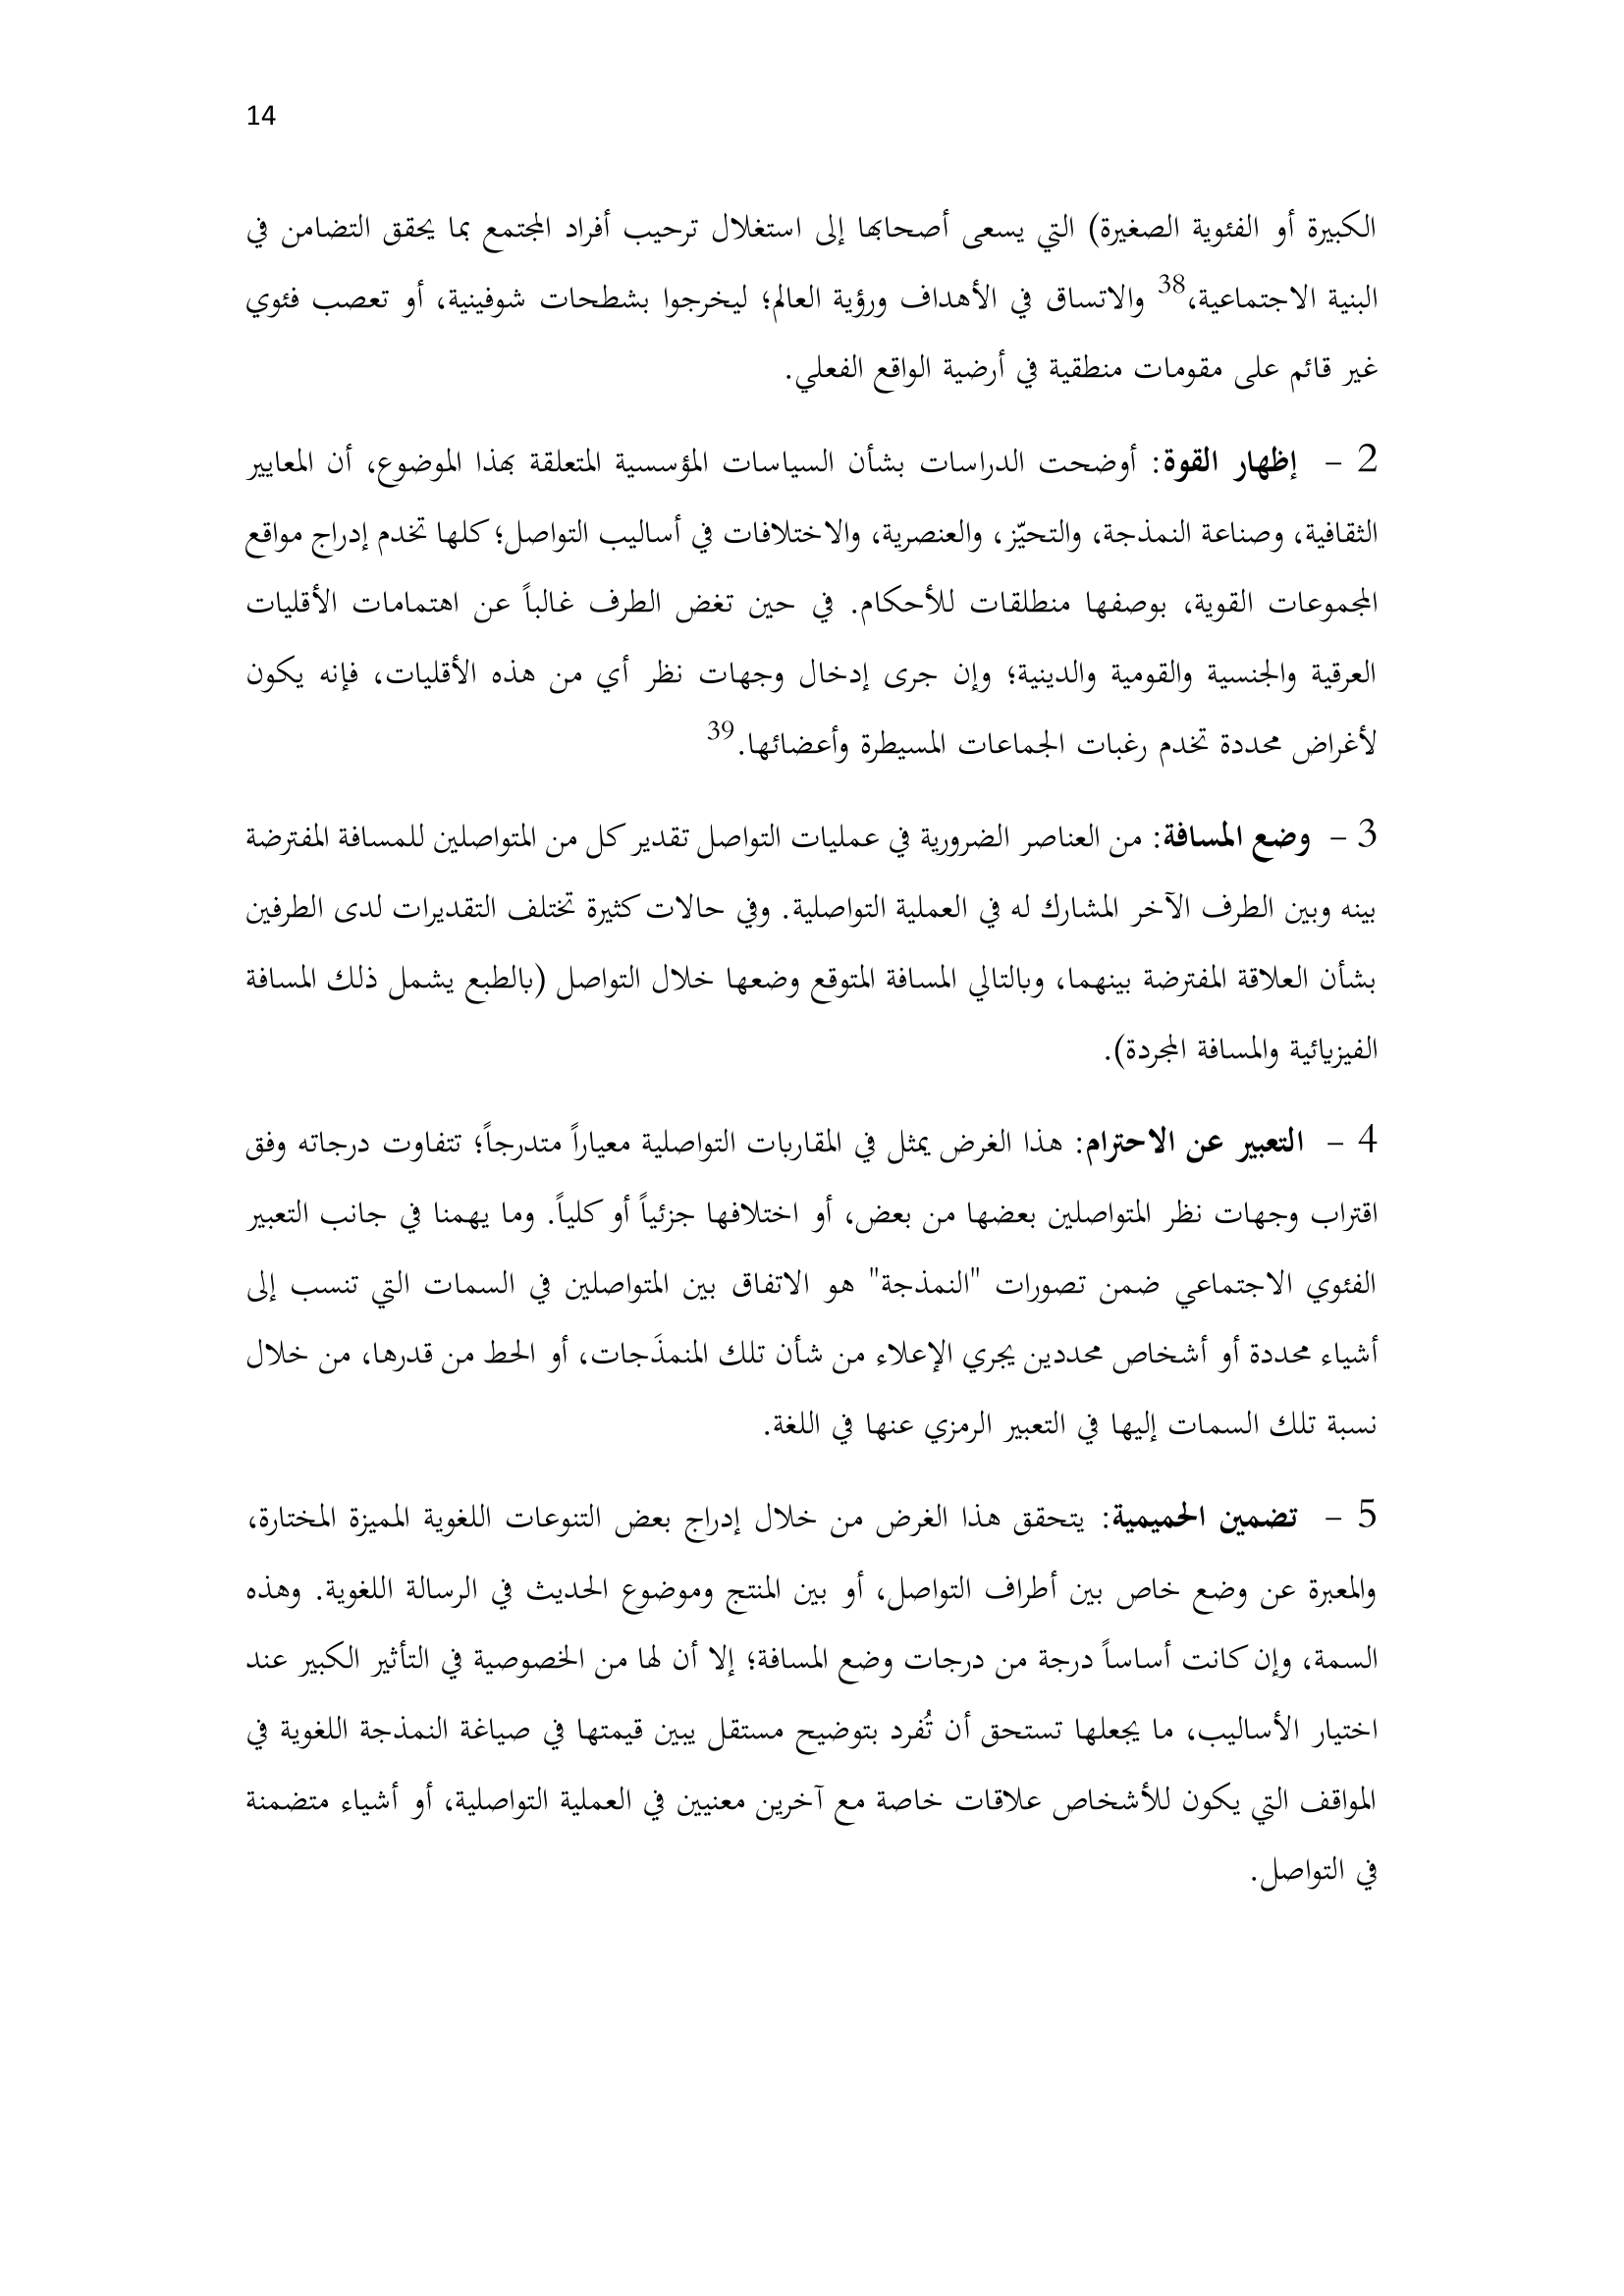 14
الكبيرة أو الفئوية الصغيرة) التي يسعى أصحابها إلى استغلال ترحيب أفراد المجتمع بما يحقق التضامن في
البنية الاجتماعية،38 والاتساق في الأهداف ورؤية العالم؛ ليخرجوا بشطحات شوفينية، أو تعصب فئوي
غير قائم على مقومات منطقية في أرضية الواقع الفعلي.
2 – إظهار القوة: أوضحت الدراسات بشأن السياسات المؤسسية المتعلقة بهذا الموضوع، أن المعايير
الثقافية، وصناعة النمذجة، والتحيّز، والعنصرية، والاختلافات في أساليب التواصل؛ كلها تخدم إدراج مواقع
المجموعات القوية، بوصفها منطلقات للأحكام. في حين تغض الطرف غالباً عن اهتمامات الأقليات
العرقية والجنسية والقومية والدينية؛ وإن جرى إدخال وجهات نظر أي من هذه الأقليات، فإنه يكون
لأغراض محددة تخدم رغبات الجماعات المسيطرة وأعضائها.39
3 – وضع المسافة: من العناصر الضرورية في عمليات التواصل تقدير كل من المتواصلين للمسافة المفترضة
بينه وبين الطرف الآخر المشارك له في العملية التواصلية. وفي حالات كثيرة تختلف التقديرات لدى الطرفين
بشأن العلاقة المفترضة بينهما، وبالتالي المسافة المتوقع وضعها خلال التواصل (بالطبع يشمل ذلك المسافة
الفيزيائية والمسافة المجردة).
4 – التعبير عن الاحترام: هذا الغرض يمثل في المقاربات التواصلية معياراً متدرجاً؛ تتفاوت درجاته وفق
اقتراب وجهات نظر المتواصلين بعضها من بعض، أو اختلافها جزئياً أو كلياً. وما يهمنا في جانب التعبير
الفئوي الاجتماعي ضمن تصورات "النمذجة" هو الاتفاق بين المتواصلين في السمات التي تنسب إلى
أشياء محددة أو أشخاص محددين يجري الإعلاء من شأن تلك المنمذَجات، أو الحط من قدرها، من خلال
نسبة تلك السمات إليها في التعبير الرمزي عنها في اللغة.
5 – تضمين الحميمية: يتحقق هذا الغرض من خلال إدراج بعض التنوعات اللغوية المميزة المختارة،
والمعبرة عن وضع خاص بين أطراف التواصل، أو بين المنتج وموضوع الحديث في الرسالة اللغوية. وهذه
السمة، وإن كانت أساساً درجة من درجات وضع المسافة؛ إلا أن لها من الخصوصية في التأثير الكبير عند
اختيار الأساليب، ما يجعلها تستحق أن تُفرد بتوضيح مستقل يبين قيمتها في صياغة النمذجة اللغوية في
المواقف التي يكون للأشخاص علاقات خاصة مع آخرين معنيين في العملية التواصلية، أو أشياء متضمنة
في التواصل.